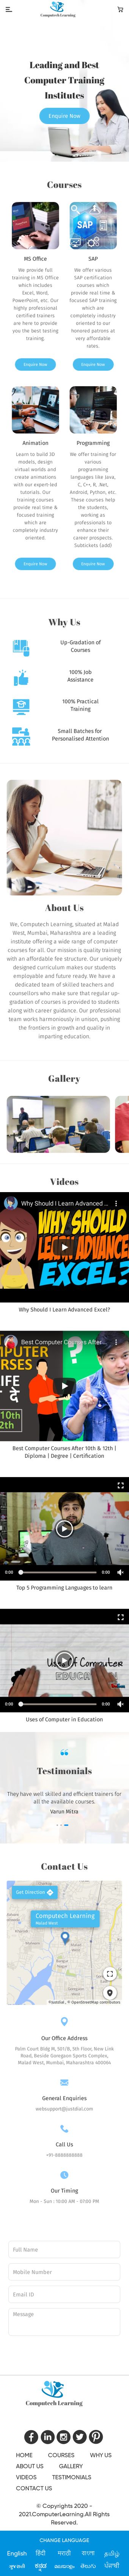 Computech Learning
Leading and Best
Computer Training
Institutes
Enquire Now
Courses
MS Office
We provide full
training in MS Office
which includes
Excel, Word,
PowerPoint, etc. Our
highly professional
certified trainers
are here to provide
you the best testing
training.
Enquire Now
SAP
We offer various
SAP certification
courses which
provide real time &
focused SAP training
which are
completely industry
oriented to our
honored patrons at
very affordable
rates.
Enquire Now
Animation
Learn to build 3D
models, design
virtual worlds and
create animations
with our expert-led
tutorials. Our
training courses
provide real time &
focused training
which are
completely industry
oriented.
Enquire Now
Programming
We offer training for
various
programming
languages like Java,
C, C++, R, .Net,
Android, Python, etc.
These courses help
the students,
working as
professionals to
enhance their
career prospects.
Subtickets (add)
Enquire Now
Why Us
Up-Gradation of
Courses
100% Job
Assistance
100% Practical
Training
Small Batches for
Personalised Attention
About Us
We, Computech Learning, situated at Malad
West, Mumbai, Maharashtra are a leading
institute offering a wide range of computer
courses for all. Our mission is quality training
with an affordable fee structure. Our uniquely
designed curriculum makes our students
employable and future ready. We have a
dedicated team of skilled teachers and
counsellors who make sure that regular up-
gradation of courses in provided to students
along with career guidance. Our professional
team works harmoniously in unison, pushing
the frontiers in growth and quality in
imparting education.
Gallery
Videos
Why Should I Learn Advanced ...
WHY SHOULD
ADVANCED
EXCEL?
Why Should I Learn Advanced Excel?
Best Computer Courses After...
Best Computer Courses After 10th & 12th |
Diploma | Degree | Certification
0:00
0:00
Top 5 Programming Languages to learn
Uses Of Computer
EDUCA
0:00
0:00
Uses of Computer in Education
Testimonials
They have well skilled and efficient trainers for
all the available courses.
Varun Mitra
Contact Us
Get Direction
Computech Learning
Malad West
© OpenStreetMap contributors
Our Office Address
Palm Court Bldg M, 501/B, 5th Floor, New Link
Road, Beside Goregaon Sports Complex,
Malad West, Mumbai, Maharashtra 400064
General Enquiries
websupport@justdial.com
Call Us
+91-8888888888
Our Timing
Mon - Sun : 10:00 AM - 07:00 PM
Full Name
Mobile Number
Email ID
Message
Computech Learning
HOME
COURSES
WHY US
ABOUT US
GALLERY
VIDEOS
TESTIMONIALS
CONTACT US
© Copyrights 2020 -
2021.ComputerLearning.All Rights
Reserved.
CHANGE LANGUAGE
English
हिंदी
मराठी
বাংলা
தமிழ்
ગુજરાતી
ಕನ್ನಡ
മലയാളം
తెలుగు
ਪੰਜਾਬੀ